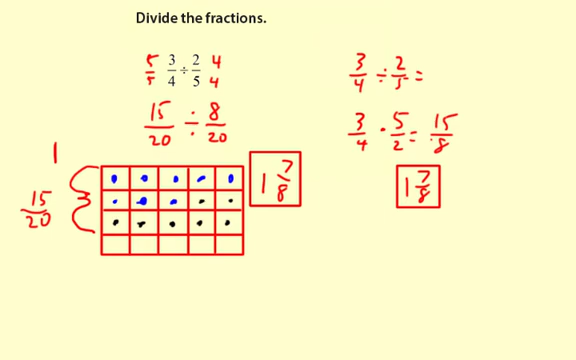 Divide the fractions.
5/5 3/4 ÷ 2/5 4/4
15/20 ÷ 8/20
1
15/20
1 7/8
3/4 ÷ 2/5 =
3/4 · 5/2 = 15/8
1 7/8